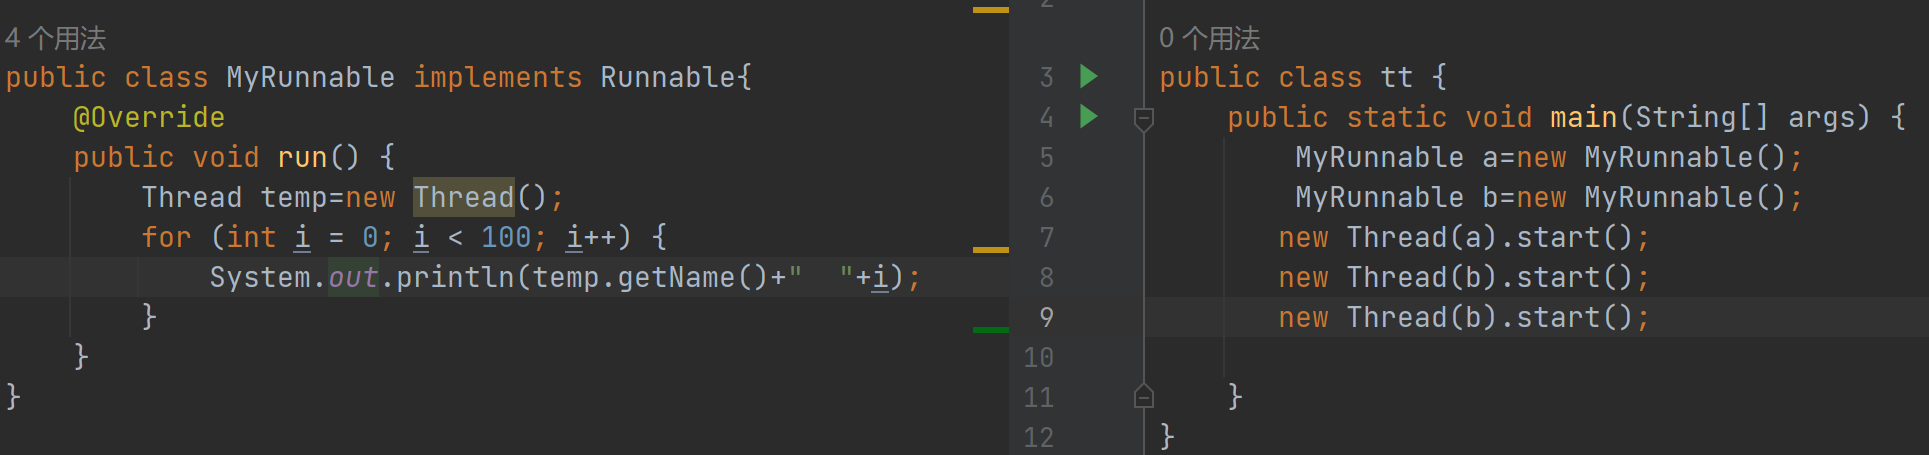 4 个用法
public class MyRunnable implements Runnable{
    @Override
    public void run() {
        Thread temp=new Thread();
        for (int i = 0; i < 100; i++) {
            System.out.println(temp.getName()+"  "+i);
        }
    }
}
0 个用法
3 public class tt {
4     public static void main(String[] args) {
5         MyRunnable a=new MyRunnable();
6         MyRunnable b=new MyRunnable();
7        new Thread(a).start();
8        new Thread(b).start();
9        new Thread(b).start();
10
11     }
12 }